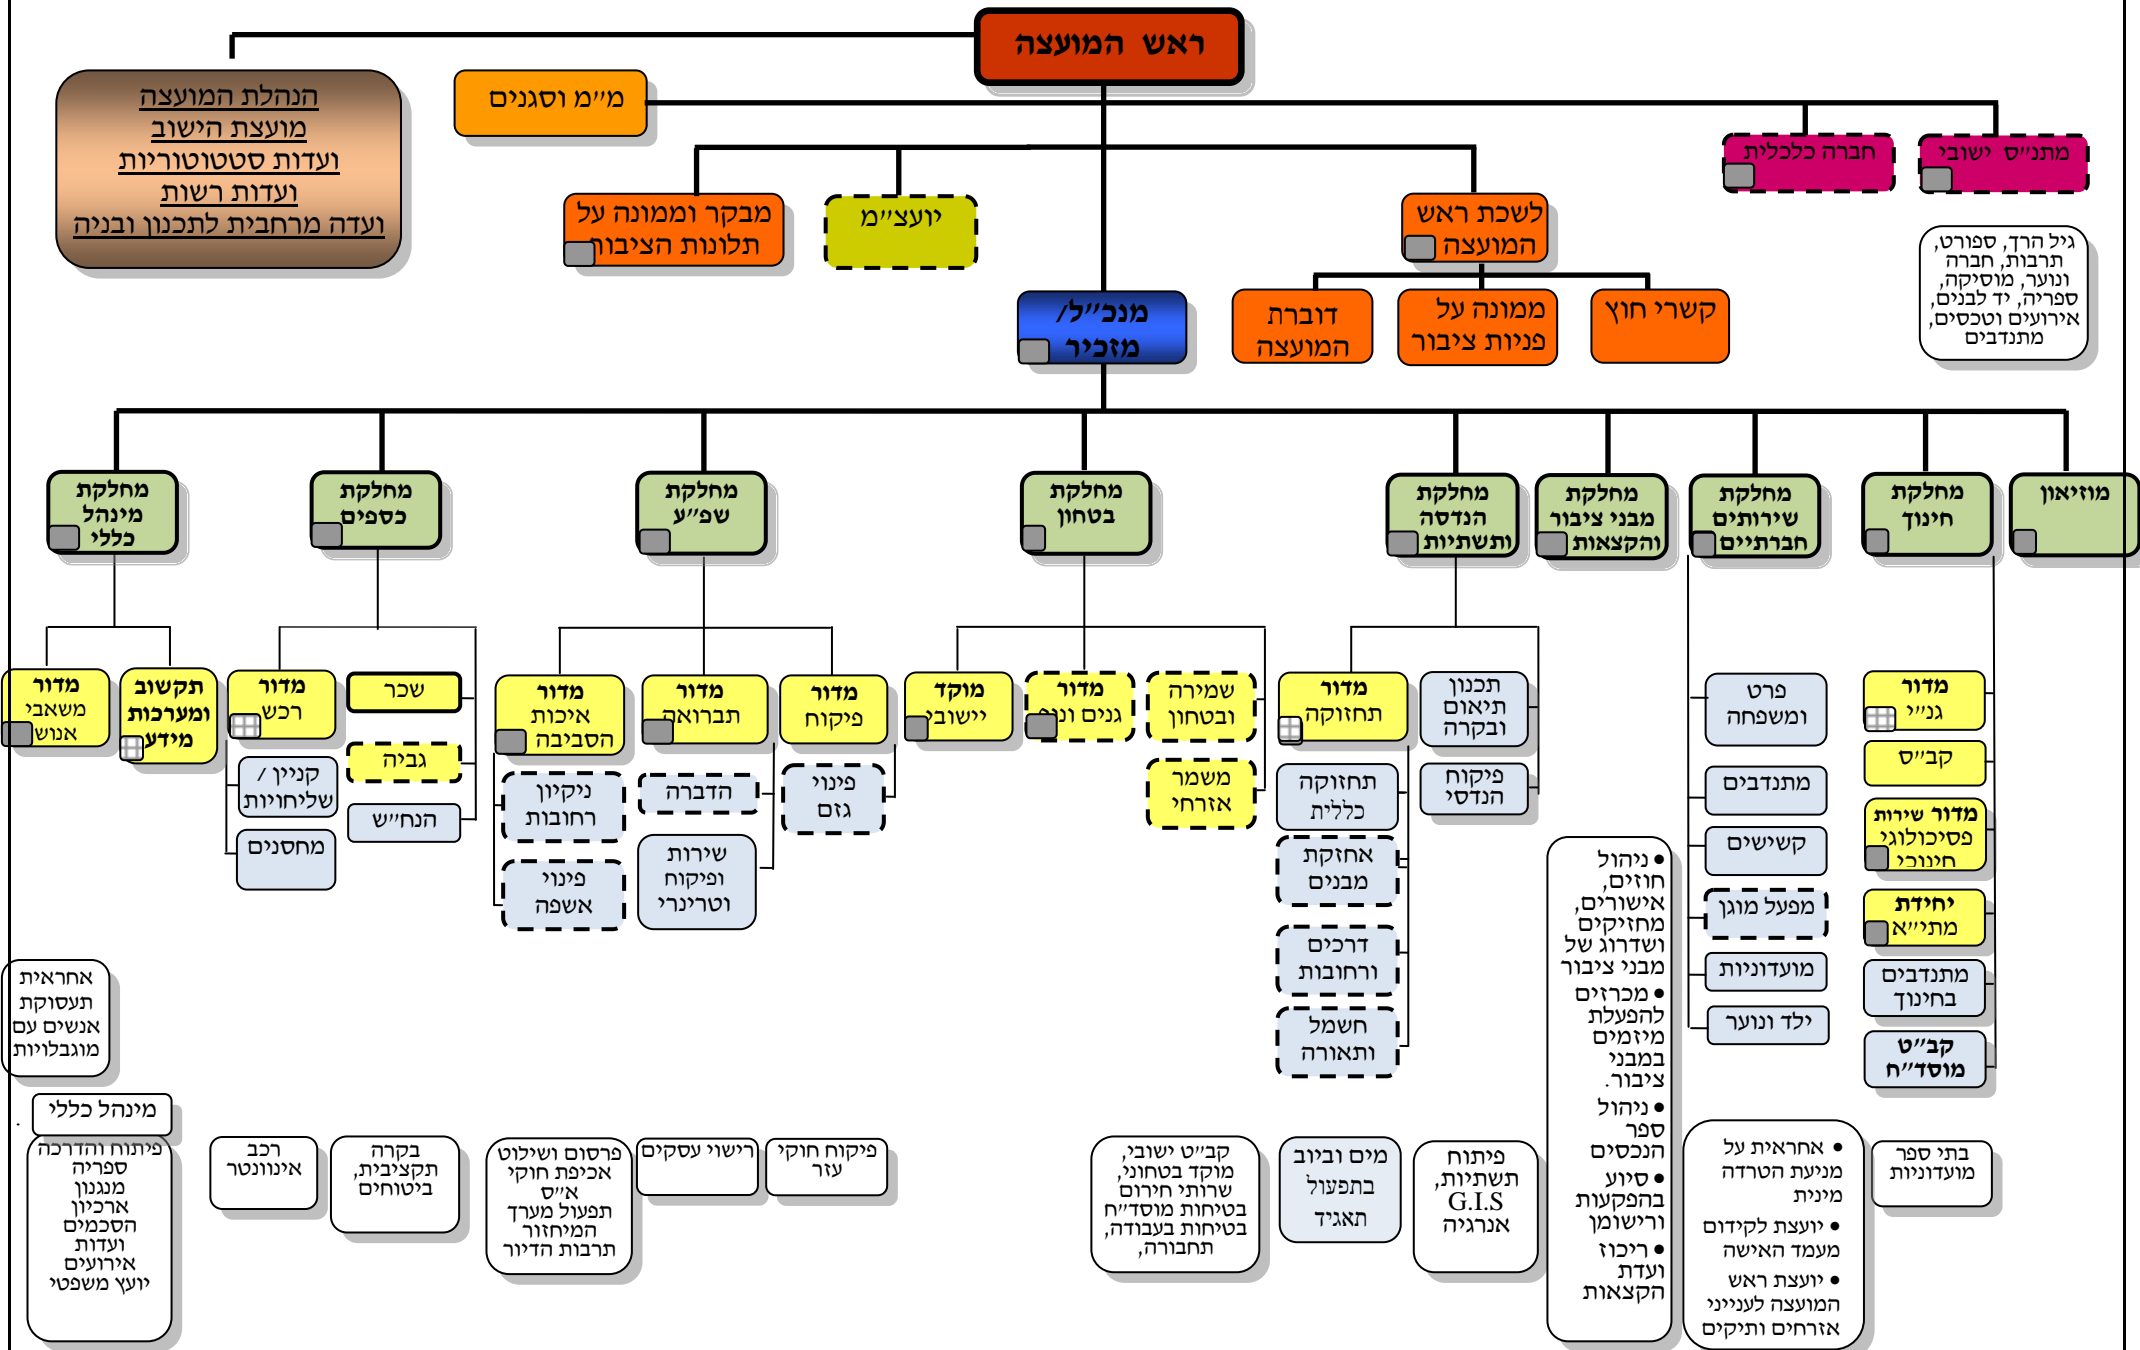 ראש המועצה
הנהלת המועצה
מועצת הישוב
ועדות סטטוטוריות
ועדות רשות
ועדה מרחבית לתכנון ובניה
מ״מ וסגנים
חברה כלכלית
מתנ״ס ישובי
גיל הרך, ספורט,
תרבות, חברה
ונוער, מוסיקה,
ספריה, יד לבנים,
אירועים וטכסים,
מתנדבים
לשכת ראש
המועצה
יועצ״מ
מבקר וממונה על
תלונות הציבור
קשרי חוץ
ממונה על
פניות ציבור
דוברת
המועצה
מנכ״ל/
מזכיר
מוזיאון
מחלקת
חינוך
מחלקת
שירותים
חברתיים
מחלקת
מבני ציבור
והקצאות
מחלקת
הנדסה
ותשתיות
מחלקת
בטחון
מחלקת
שפ״ע
מחלקת
כספים
מחלקת
מינהל
כללי
מדור
גנ״י
קב״ס
מדור שירות
פסיכולוגי
חינוכי
יחידת
מתי״א
מתנדבים
בחינוך
קב״ט
מוסד״ח
בתי ספר
מועדוניות
פרט
ומשפחה
מתנדבים
קשישים
מפעל מוגן
מועדוניות
ילד ונוער
• אחראית על
מניעת הטרדה
מינית
• יועצת לקידום
מעמד האישה
• יועצת ראש
המועצה לענייני
אזרחים ותיקים
• ניהול
חוזים,
אישורים,
מחזיקים
ושדרוג של
מבני ציבור
• מכרזים
להפעלת
מיזמים
במבני
ציבור.
• ניהול
ספר
הנכסים
• סיוע
בהפקעות
ורישומן
• ריכוז
ועדת
הקצאות
תכנון
תיאום
ובקרה
פיקוח
הנדסי
מדור
תחזוקה
תחזוקה
כללית
אחזקת
מבנים
דרכים
ורחובות
חשמל
ותאורה
פיתוח
תשתיות,
G.I.S
אנרגיה
מים וביוב
בתפעול
תאגיד
שמירה
ובטחון
משמר
אזרחי
מדור
גנים ונוף
מוקד
יישובי
קב״ט ישובי,
מוקד בטחוני,
שרותי חירום
בטיחות מוסד״ח
בטיחות בעבודה,
תחבורה,
מדור
פיקוח
פינוי
גזם
מדור
תברואה
הדברה
שירות
ופיקוח
וטרינרי
מדור
איכות
הסביבה
ניקיון
רחובות
פינוי
אשפה
פיקוח חוקי
עזר
רישוי עסקים
פרסום ושילוט
אכיפת חוקי
א״ס
תפעול מערך
המיחזור
תרבות הדיור
שכר
גביה
הנח״ש
מדור
רכש
קניין /
שליחויות
מחסנים
בקרה
תקציבית,
ביטוחים
רכב
אינוונטר
תקשוב
ומערכות
מידע
מדור
משאבי
אנוש
אחראית
תעסוקת
אנשים עם
מוגבלויות
מינהל כללי
פיתוח והדרכה
ספריה
מנגנון
ארכיון
הסכמים
ועדות
אירועים
יועץ משפטי